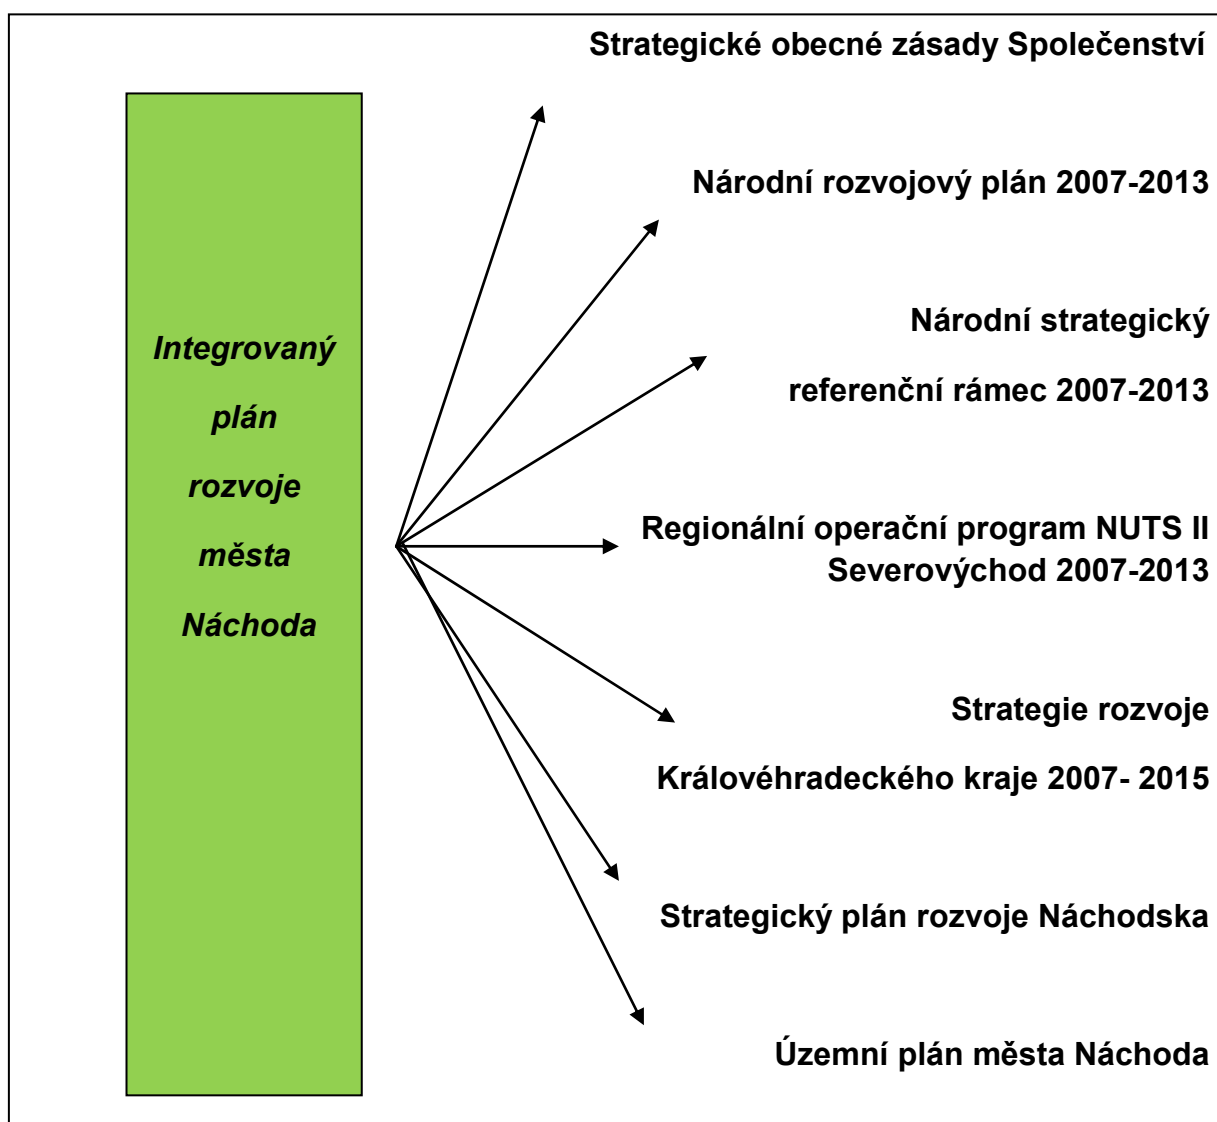 Strategické obecné zásady Společenství
Národní rozvojový plán 2007-2013
Národní strategický
referenční rámec 2007-2013
Regionální operační program NUTS II
Severovýchod 2007-2013
Strategie rozvoje
Královéhradeckého kraje 2007- 2015
Strategický plán rozvoje Náchodska
Územní plán města Náchoda
Integrovaný
plán
rozvoje
města
Náchoda